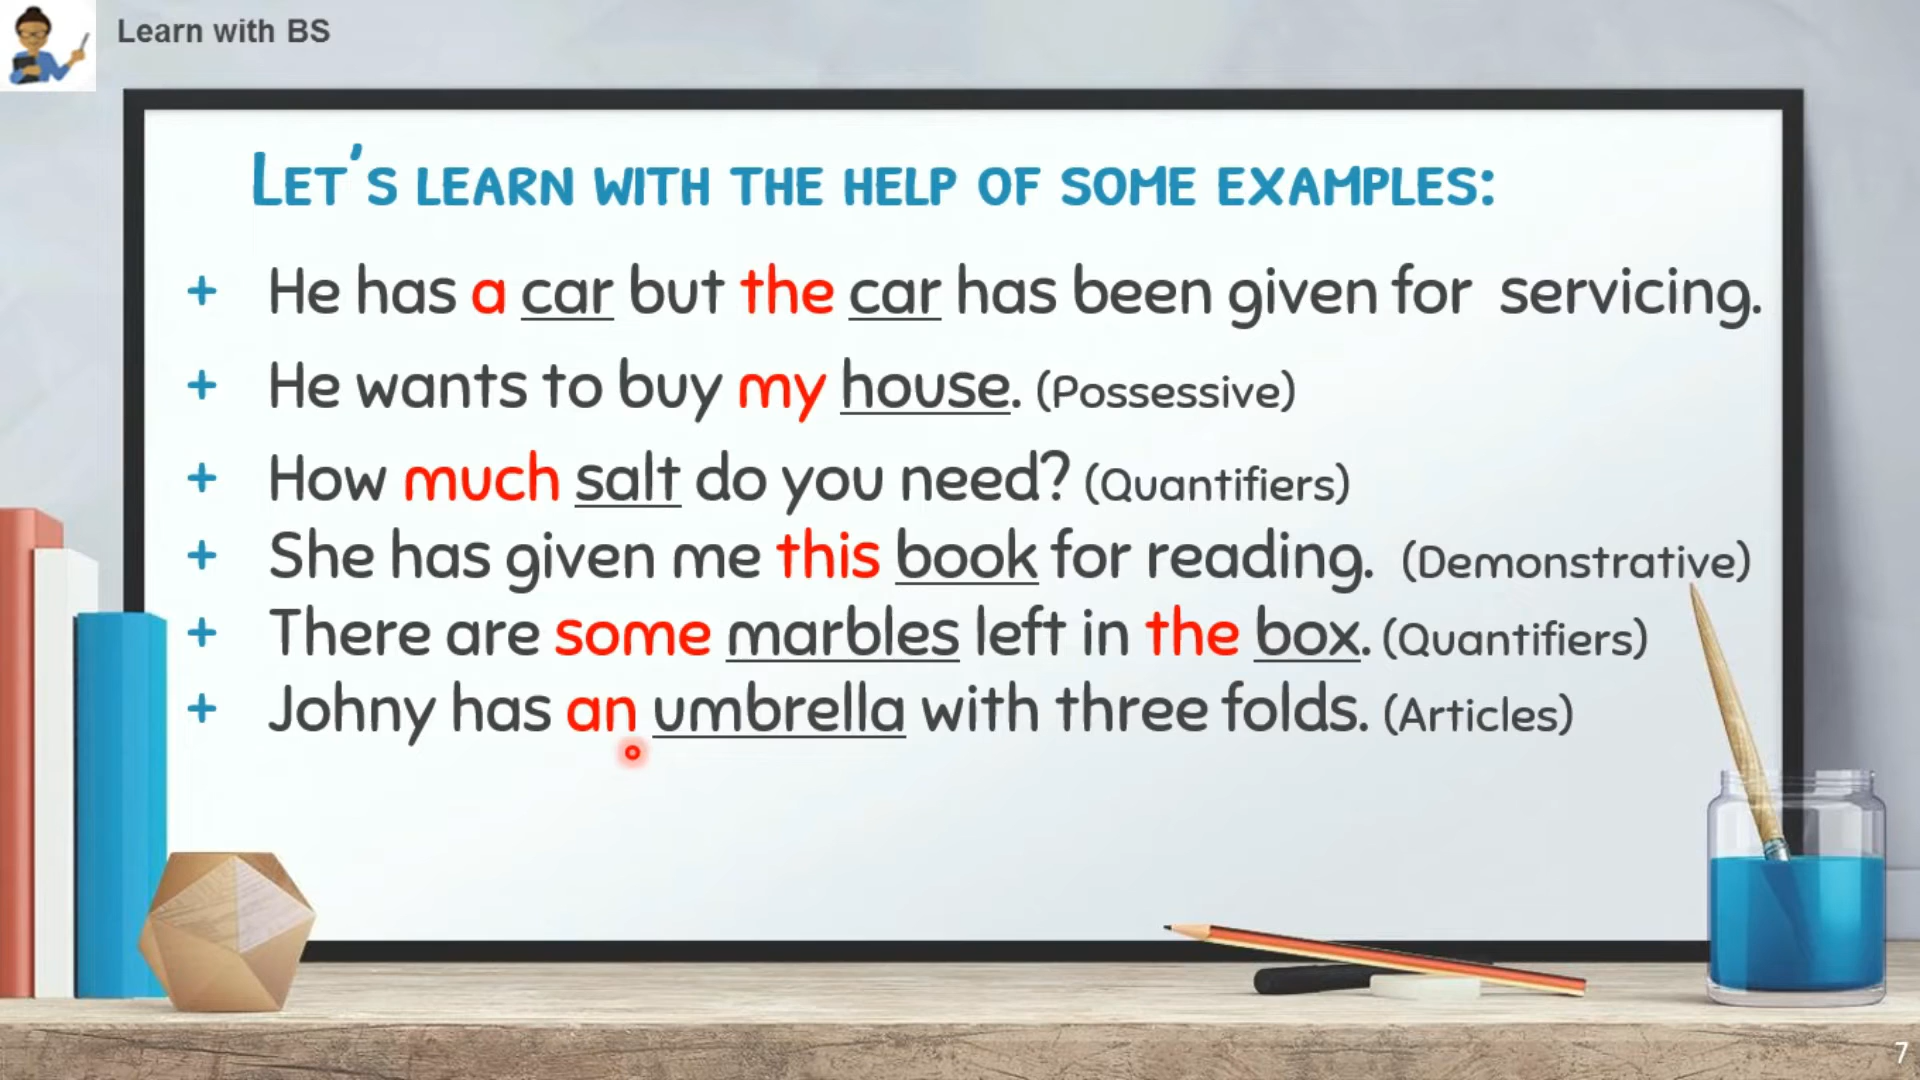 Learn with BS
Let's learn with the help of some examples:
+ He has a car but the car has been given for servicing.
+ He wants to buy my house. (Possessive)
+ How much salt do you need? (Quantifiers)
+ She has given me this book for reading. (Demonstrative)
+ There are some marbles left in the box. (Quantifiers)
+ Johny has an umbrella with three folds. (Articles)
7